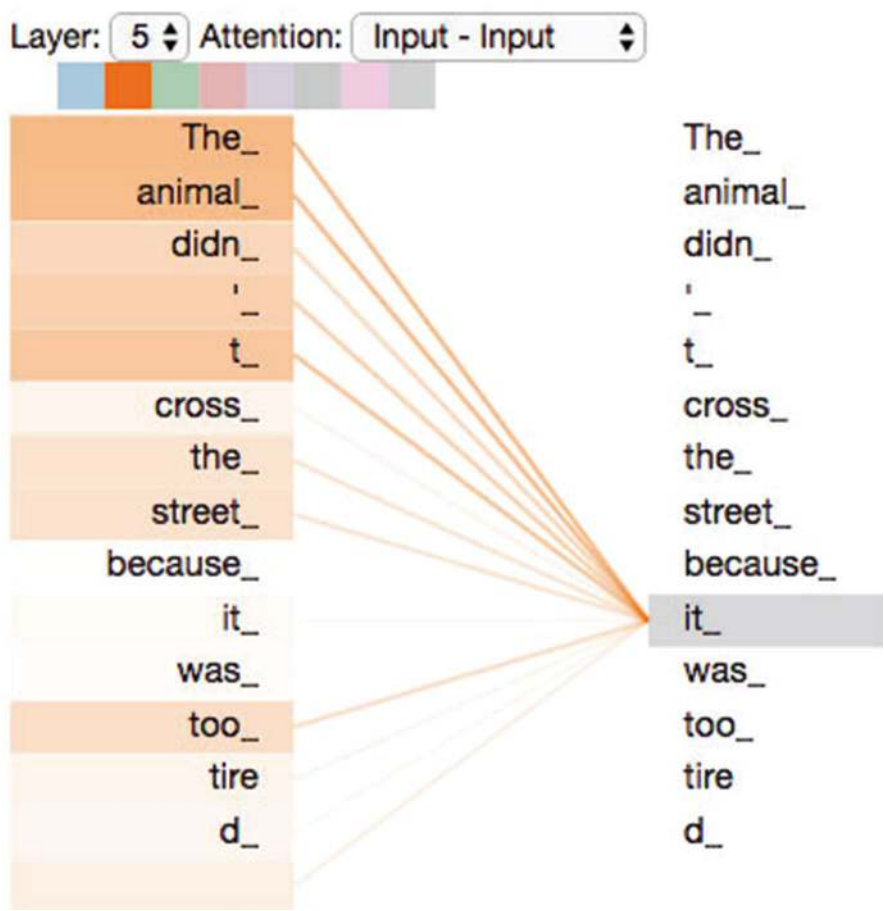 Layer: 5 Attention: Input - Input
The_ The_
animal_ animal_
didn_ didn_
'_ '_
t_ t_
cross_ cross_
the_ the_
street_ street_
because_ because_
it_ it_
was_ was_
too_ too_
tire tire
d_ d_